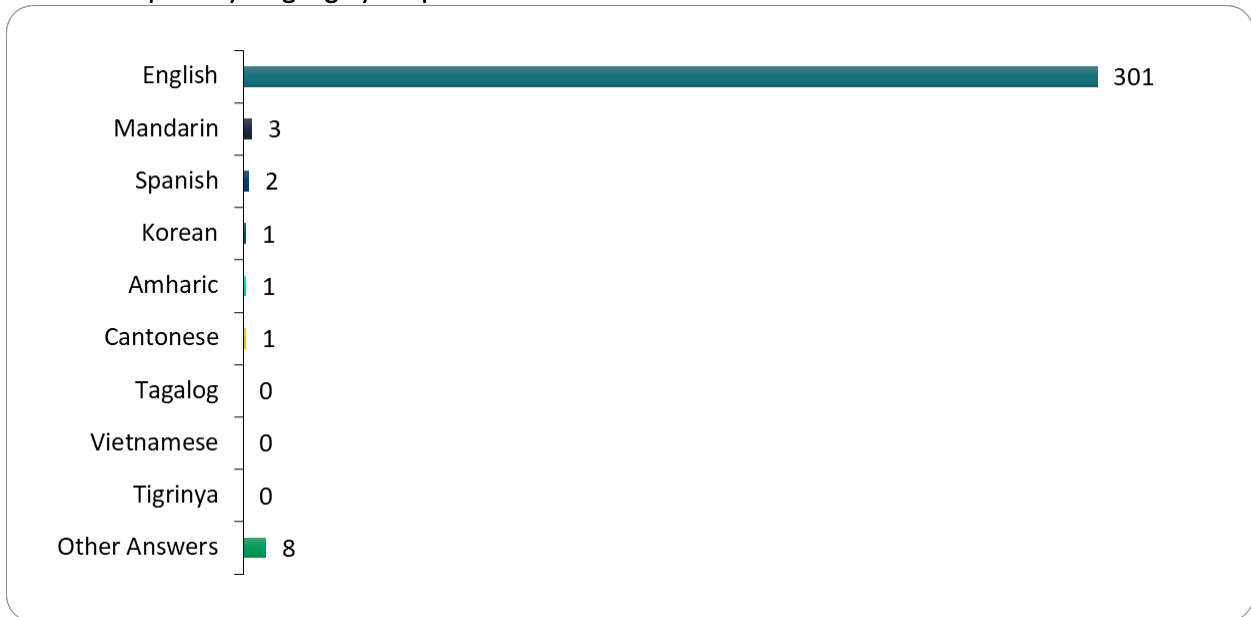 English 301
Mandarin 3
Spanish 2
Korean 1
Amharic 1
Cantonese 1
Tagalog 0
Vietnamese 0
Tigrinya 0
Other Answers 8